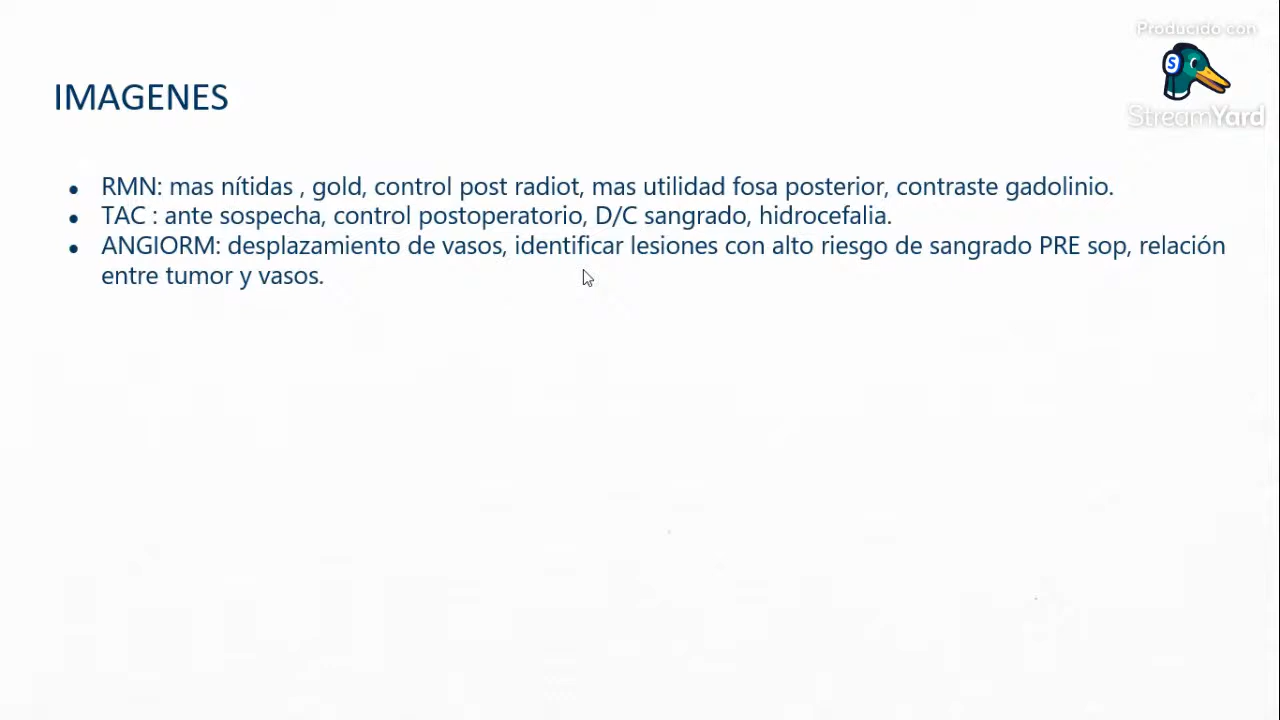 Producido con
S
StreamYard
IMAGENES
• RMN: mas nítidas , gold, control post radiot, mas utilidad fosa posterior, contraste gadolinio.
• TAC : ante sospecha, control postoperatorio, D/C sangrado, hidrocefalia.
• ANGIORM: desplazamiento de vasos, identificar lesiones con alto riesgo de sangrado PRE sop, relación
entre tumor y vasos.